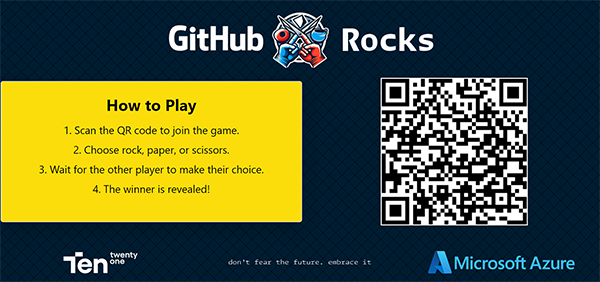 GitHub Rocks
How to Play
1. Scan the QR code to join the game.
2. Choose rock, paper, or scissors.
3. Wait for the other player to make their choice.
4. The winner is revealed!
Ten twenty one
don't fear the future. embrace it
Microsoft Azure